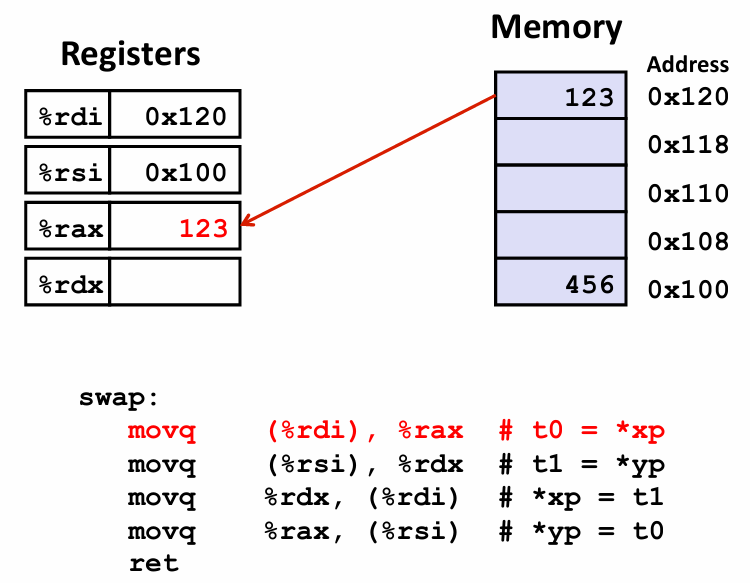 Registers
Memory
Address
%rdi 0x120
%rsi 0x100
%rax 123
%rdx
123 0x120
0x118
0x110
0x108
456 0x100
swap:
movq (%rdi), %rax # t0 = *xp
movq (%rsi), %rdx # t1 = *yp
movq %rdx, (%rdi) # *xp = t1
movq %rax, (%rsi) # *yp = t0
ret